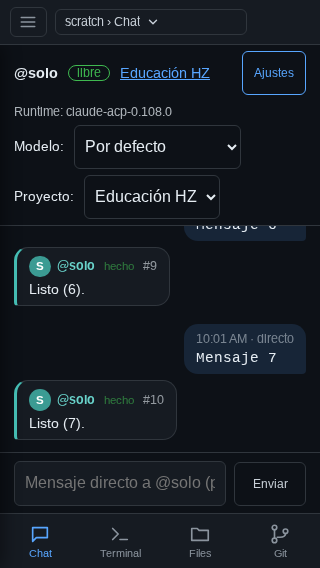 scratch › Chat
@solo libre Educación HZ Ajustes
Runtime: claude-acp-0.108.0
Modelo: Por defecto
Proyecto: Educación HZ
Mensaje 6
S @solo hecho #9
Listo (6).
10:01 AM · directo
Mensaje 7
S @solo hecho #10
Listo (7).
Mensaje directo a @solo (p
Enviar
Chat Terminal Files Git